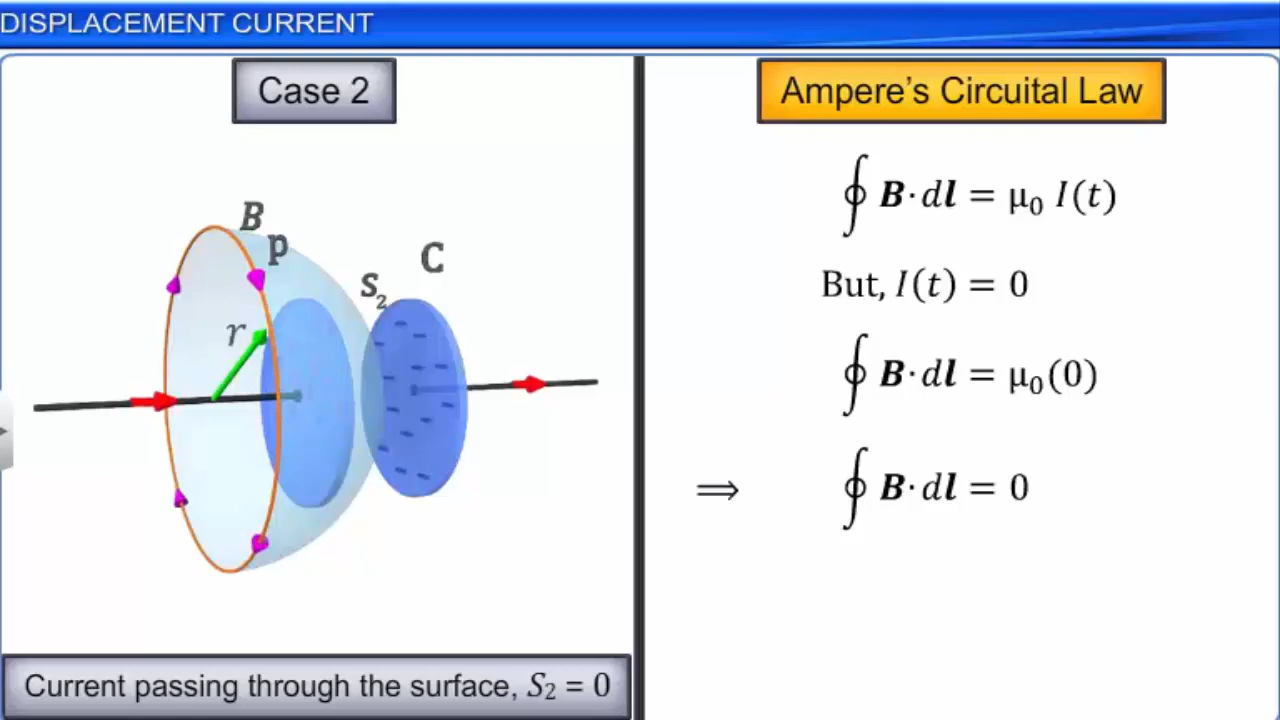 DISPLACEMENT CURRENT
Case 2
B
p
C
S₂
r
Current passing through the surface, S₂ = 0
Ampere's Circuital Law
∮ B·dl = μ₀ I(t)
But, I(t) = 0
∮ B·dl = μ₀(0)
⟹ ∮ B·dl = 0